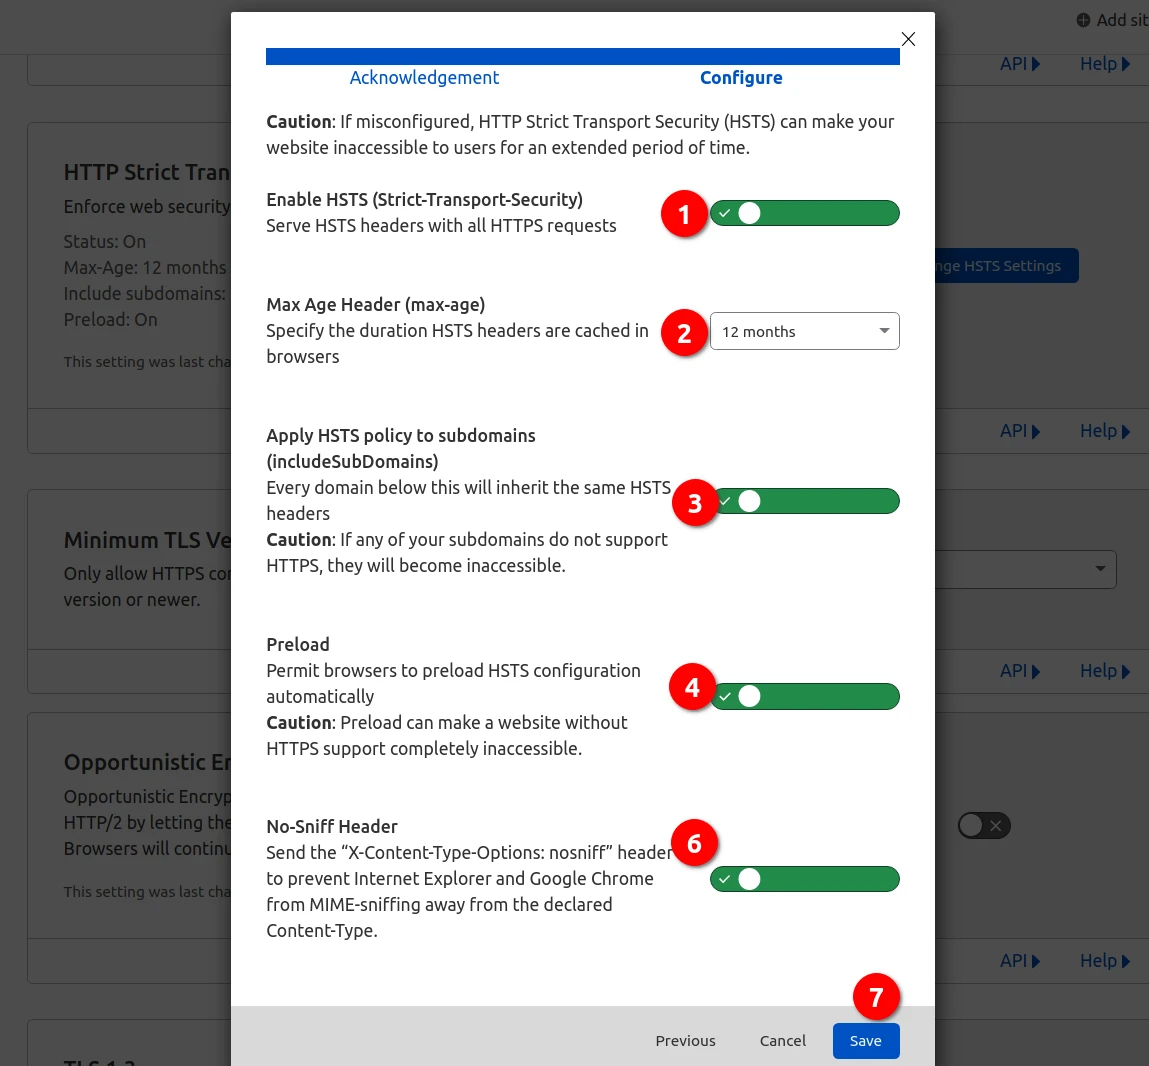 Add sit
API
Help
Acknowledgement
Configure
Caution: If misconfigured, HTTP Strict Transport Security (HSTS) can make your
website inaccessible to users for an extended period of time.
HTTP Strict Tran
Enforce web security
Status: On
Max-Age: 12 months
Include subdomains:
Preload: On
This setting was last cha
nge HSTS Settings
API
Help
Enable HSTS (Strict-Transport-Security)
Serve HSTS headers with all HTTPS requests
1
Max Age Header (max-age)
Specify the duration HSTS headers are cached in
browsers
2
12 months
Apply HSTS policy to subdomains
(includeSubDomains)
Every domain below this will inherit the same HSTS
headers
Caution: If any of your subdomains do not support
HTTPS, they will become inaccessible.
3
Minimum TLS Ve
Only allow HTTPS cor
version or newer.
API
Help
Preload
Permit browsers to preload HSTS configuration
automatically
Caution: Preload can make a website without
HTTPS support completely inaccessible.
4
Opportunistic Er
Opportunistic Encryp
HTTP/2 by letting the
Browsers will continu
This setting was last cha
API
Help
No-Sniff Header
Send the “X-Content-Type-Options: nosniff” header
to prevent Internet Explorer and Google Chrome
from MIME-sniffing away from the declared
Content-Type.
6
7
Previous
Cancel
Save
TLS 1.3